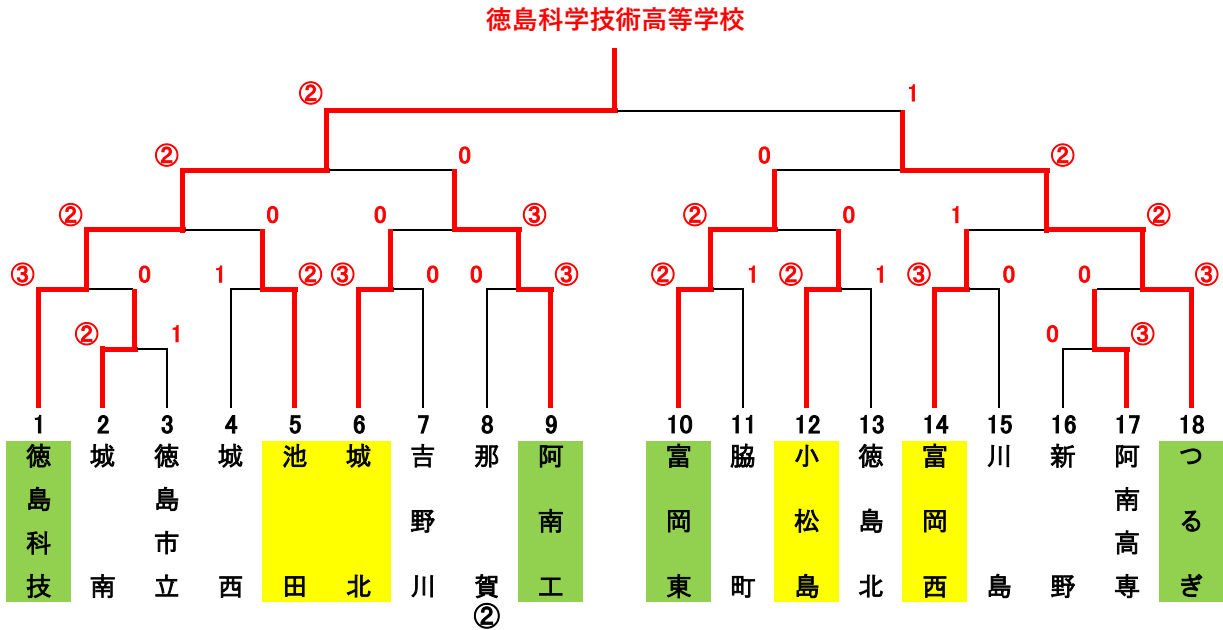 徳島科学技術高等学校
② 1
② 0 0 ②
② 0 0 ③ ② 0 1 ②
③ 0 1 ② ③ 0 0 ③ ② 1 ② 1 ③ 0 0 ③
② 1 0 ③
1 2 3 4 5 6 7 8 9 10 11 12 13 14 15 16 17 18
徳島科技
城南
徳島市立
城西
池田
城北
吉野川
那賀②
阿南工
富岡東
脇町
小松島
徳島北
富岡西
川島
新野
阿南高専
つるぎ